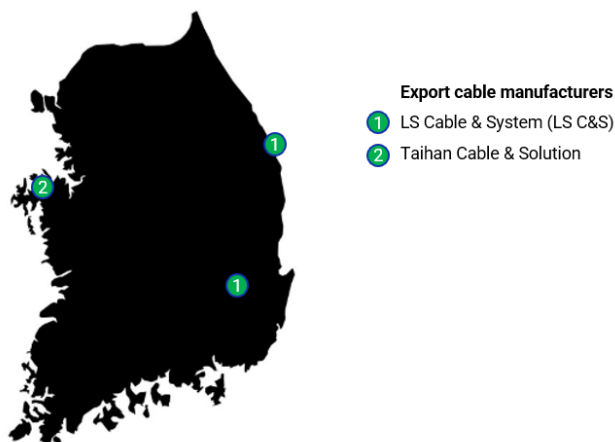 Export cable manufacturers
1 LS Cable & System (LS C&S)
2 Taihan Cable & Solution
1
2
1